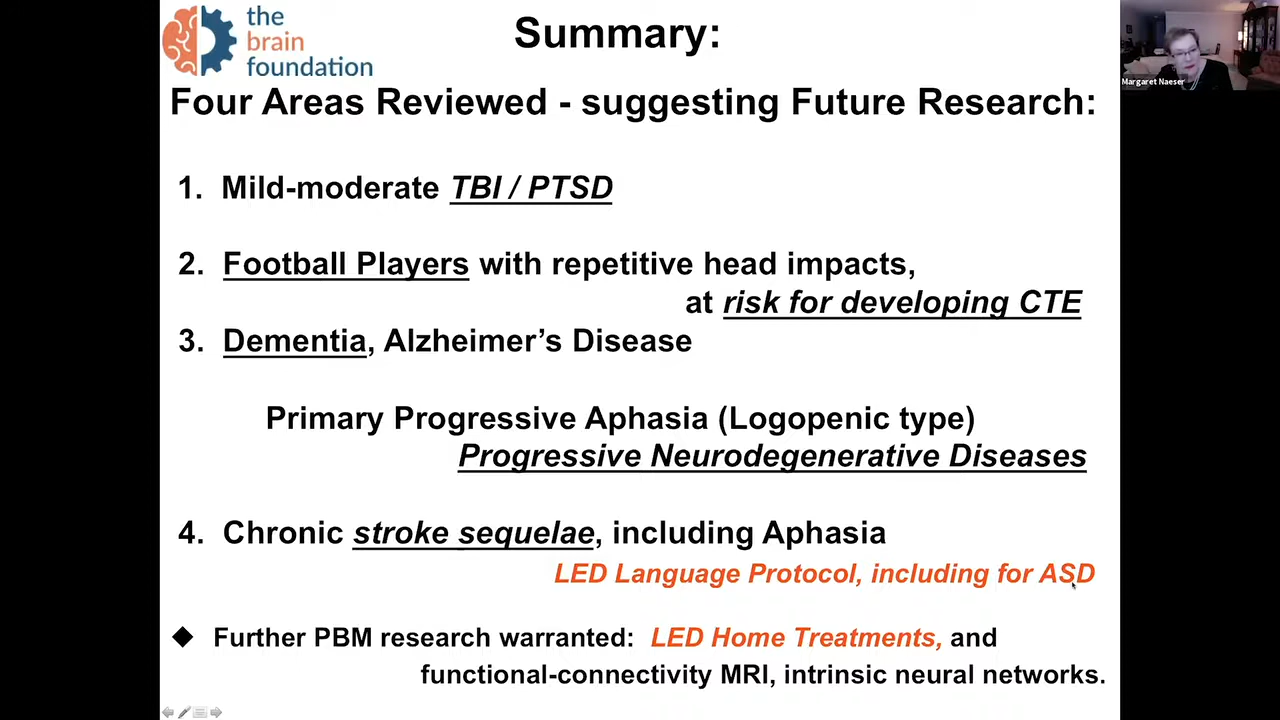 the
brain
foundation
Summary:
Margaret Naeser
Four Areas Reviewed - suggesting Future Research:
1. Mild-moderate TBI / PTSD
2. Football Players with repetitive head impacts,
at risk for developing CTE
3. Dementia, Alzheimer’s Disease
Primary Progressive Aphasia (Logopenic type)
Progressive Neurodegenerative Diseases
4. Chronic stroke sequelae, including Aphasia
LED Language Protocol, including for ASD
◆ Further PBM research warranted: LED Home Treatments, and
functional-connectivity MRI, intrinsic neural networks.